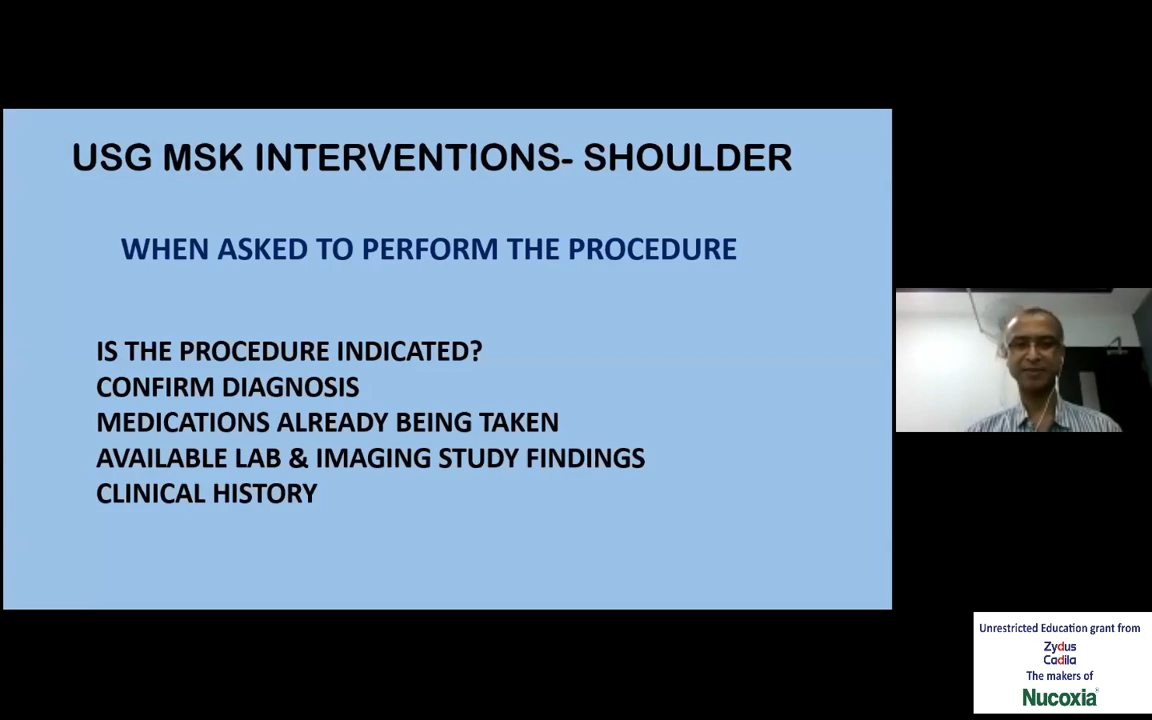 USG MSK INTERVENTIONS- SHOULDER
WHEN ASKED TO PERFORM THE PROCEDURE
IS THE PROCEDURE INDICATED?
CONFIRM DIAGNOSIS
MEDICATIONS ALREADY BEING TAKEN
AVAILABLE LAB & IMAGING STUDY FINDINGS
CLINICAL HISTORY
Unrestricted Education grant from
Zydus
Cadila
The makers of
Nucoxia